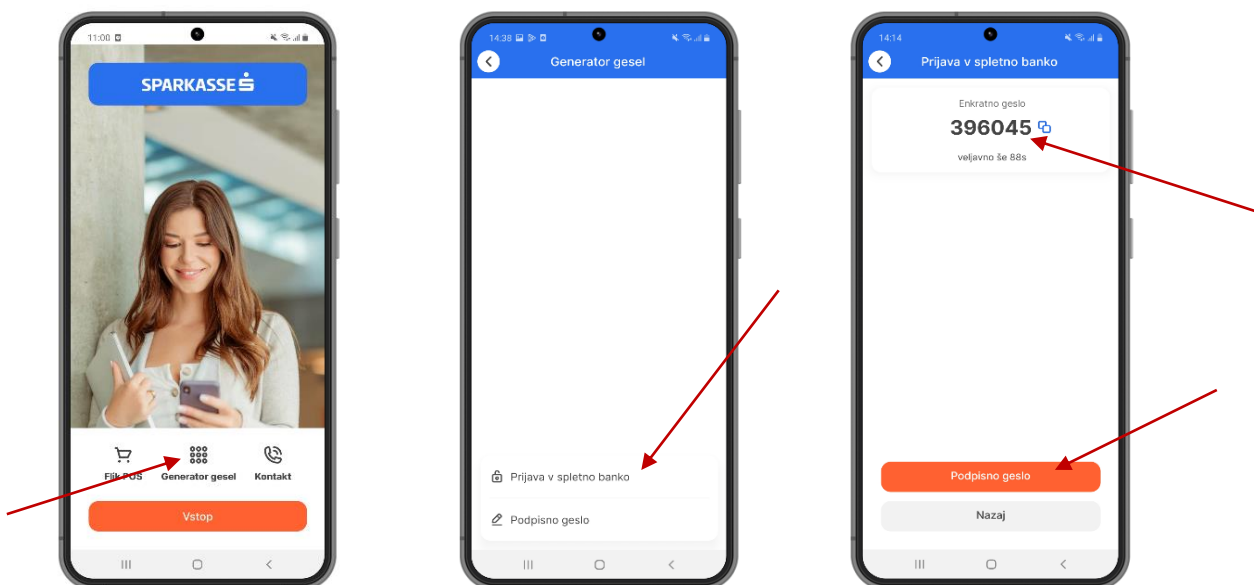 11:00
SPARKASSE
Flik POS
Generator gesel
Kontakt
Vstop
14:38
Generator gesel
Prijava v spletno banko
Podpisno geslo
14:14
Prijava v spletno banko
Enkratno geslo
396045
veljavno še 88s
Podpisno geslo
Nazaj